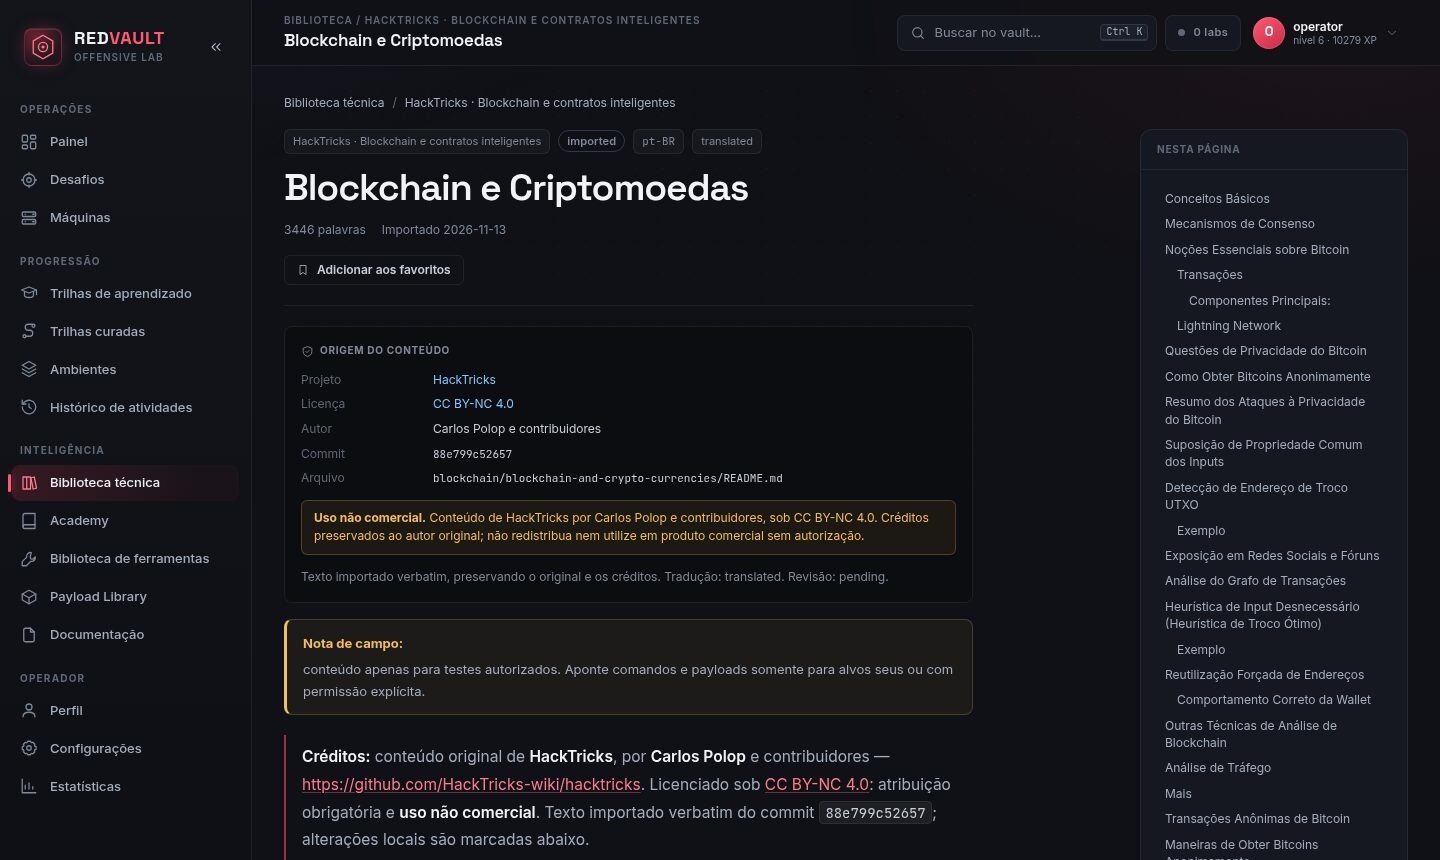 REDVAULT
OFFENSIVE LAB
OPERAÇÕES
Painel
Desafios
Máquinas
PROGRESSÃO
Trilhas de aprendizado
Trilhas curadas
Ambientes
Histórico de atividades
INTELIGÊNCIA
Biblioteca técnica
Academy
Biblioteca de ferramentas
Payload Library
Documentação
OPERADOR
Perfil
Configurações
Estatísticas
BIBLIOTECA / HACKTRICKS · BLOCKCHAIN E CONTRATOS INTELIGENTES
Blockchain e Criptomoedas
Buscar no vault...
Ctrl K
0 labs
O
operator
nível 6 · 10279 XP
Biblioteca técnica / HackTricks · Blockchain e contratos inteligentes
HackTricks · Blockchain e contratos inteligentes
imported
pt-BR
translated
Blockchain e Criptomoedas
3446 palavras Importado 2026-11-13
Adicionar aos favoritos
ORIGEM DO CONTEÚDO
Projeto HackTricks
Licença CC BY-NC 4.0
Autor Carlos Polop e contribuidores
Commit 88e799c52657
Arquivo blockchain/blockchain-and-crypto-currencies/README.md
Uso não comercial. Conteúdo de HackTricks por Carlos Polop e contribuidores, sob CC BY-NC 4.0. Créditos
preservados ao autor original; não redistribua nem utilize em produto comercial sem autorização.
Texto importado verbatim, preservando o original e os créditos. Tradução: translated. Revisão: pending.
Nota de campo:
conteúdo apenas para testes autorizados. Aponte comandos e payloads somente para alvos seus ou com
permissão explícita.
Créditos: conteúdo original de HackTricks, por Carlos Polop e contribuidores —
https://github.com/HackTricks-wiki/hacktricks. Licenciado sob CC BY-NC 4.0: atribuição
obrigatória e uso não comercial. Texto importado verbatim do commit 88e799c52657;
alterações locais são marcadas abaixo.
NESTA PÁGINA
Conceitos Básicos
Mecanismos de Consenso
Noções Essenciais sobre Bitcoin
Transações
Componentes Principais:
Lightning Network
Questões de Privacidade do Bitcoin
Como Obter Bitcoins Anonimamente
Resumo dos Ataques à Privacidade
do Bitcoin
Suposição de Propriedade Comum
dos Inputs
Detecção de Endereço de Troco
UTXO
Exemplo
Exposição em Redes Sociais e Fóruns
Análise do Grafo de Transações
Heurística de Input Desnecessário
(Heurística de Troco Ótimo)
Exemplo
Reutilização Forçada de Endereços
Comportamento Correto da Wallet
Outras Técnicas de Análise de
Blockchain
Análise de Tráfego
Mais
Transações Anônimas de Bitcoin
Maneiras de Obter Bitcoins
Anonimamente